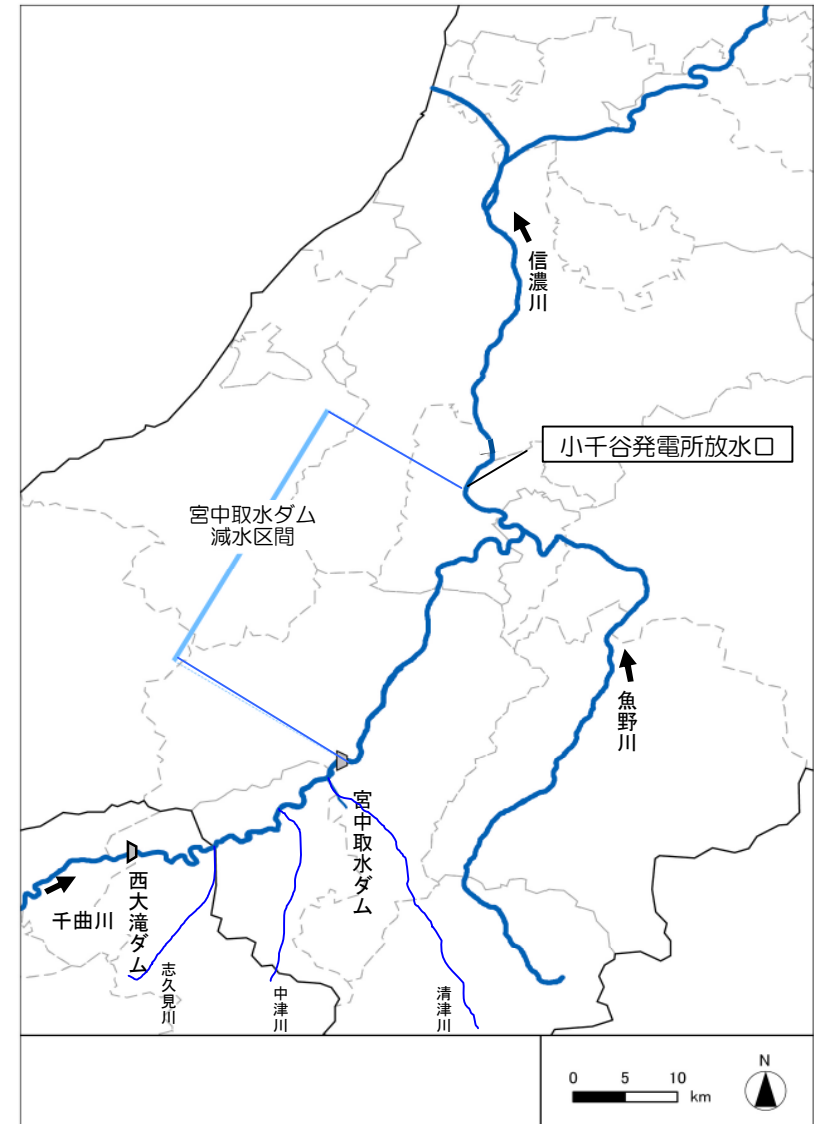 信濃川
小千谷発電所放水口
宮中取水ダム
減水区間
魚野川
宮中取水ダム
西大滝ダム
千曲川
志久見川
中津川
清津川
0 5 10
km
N